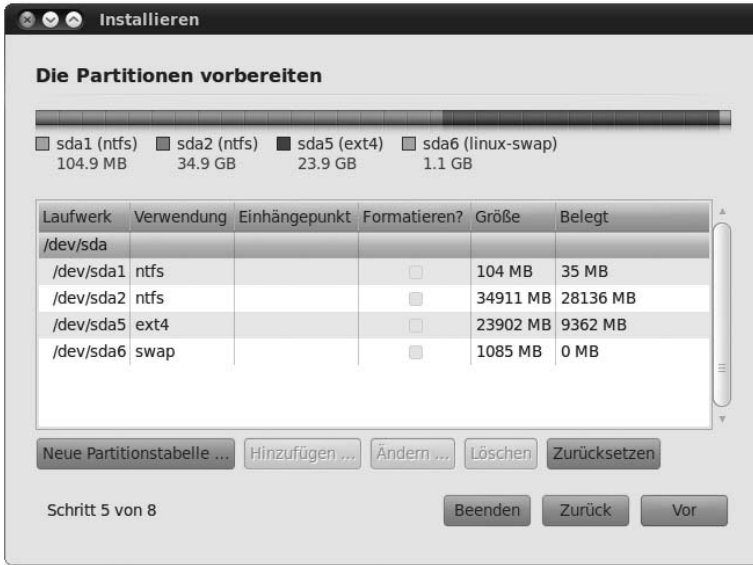 Installieren
Die Partitionen vorbereiten
sda1 (ntfs) sda2 (ntfs) sda5 (ext4) sda6 (linux-swap)
104.9 MB 34.9 GB 23.9 GB 1.1 GB
Laufwerk Verwendung Einhängepunkt Formatieren? Größe Belegt
/dev/sda
/dev/sda1 ntfs 104 MB 35 MB
/dev/sda2 ntfs 34911 MB 28136 MB
/dev/sda5 ext4 23902 MB 9362 MB
/dev/sda6 swap 1085 MB 0 MB
Neue Partitionstabelle ... Hinzufügen ... Ändern ... Löschen Zurücksetzen
Schritt 5 von 8 Beenden Zurück Vor